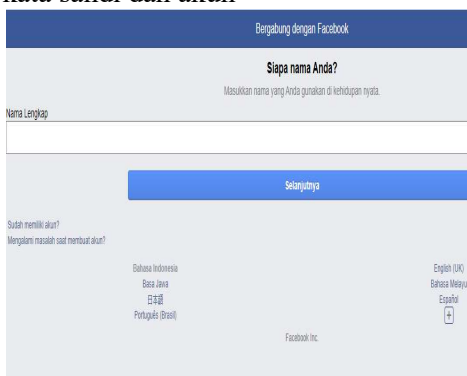 kata sandi dan akun
Bergabung dengan Facebook
Siapa nama Anda?
Masukkan nama yang Anda gunakan di kehidupan nyata.
Nama Lengkap
Selanjutnya
Sudah memiliki akun?
Mengalami masalah saat membuat akun?
Bahasa Indonesia
English (UK)
Basa Jawa
Bahasa Melayu
日本語
Español
Português (Brasil)
+
Facebook Inc.